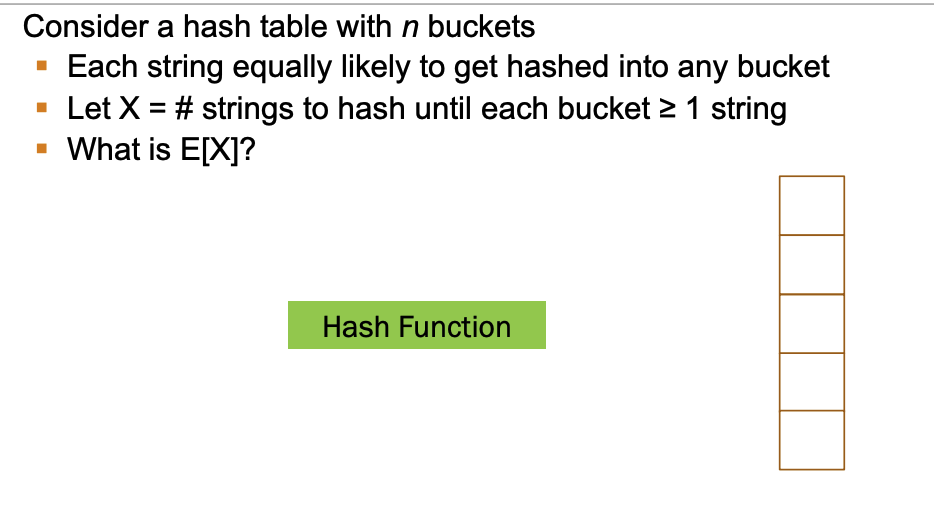 Consider a hash table with n buckets
▪ Each string equally likely to get hashed into any bucket
▪ Let X = # strings to hash until each bucket ≥ 1 string
▪ What is E[X]?
Hash Function